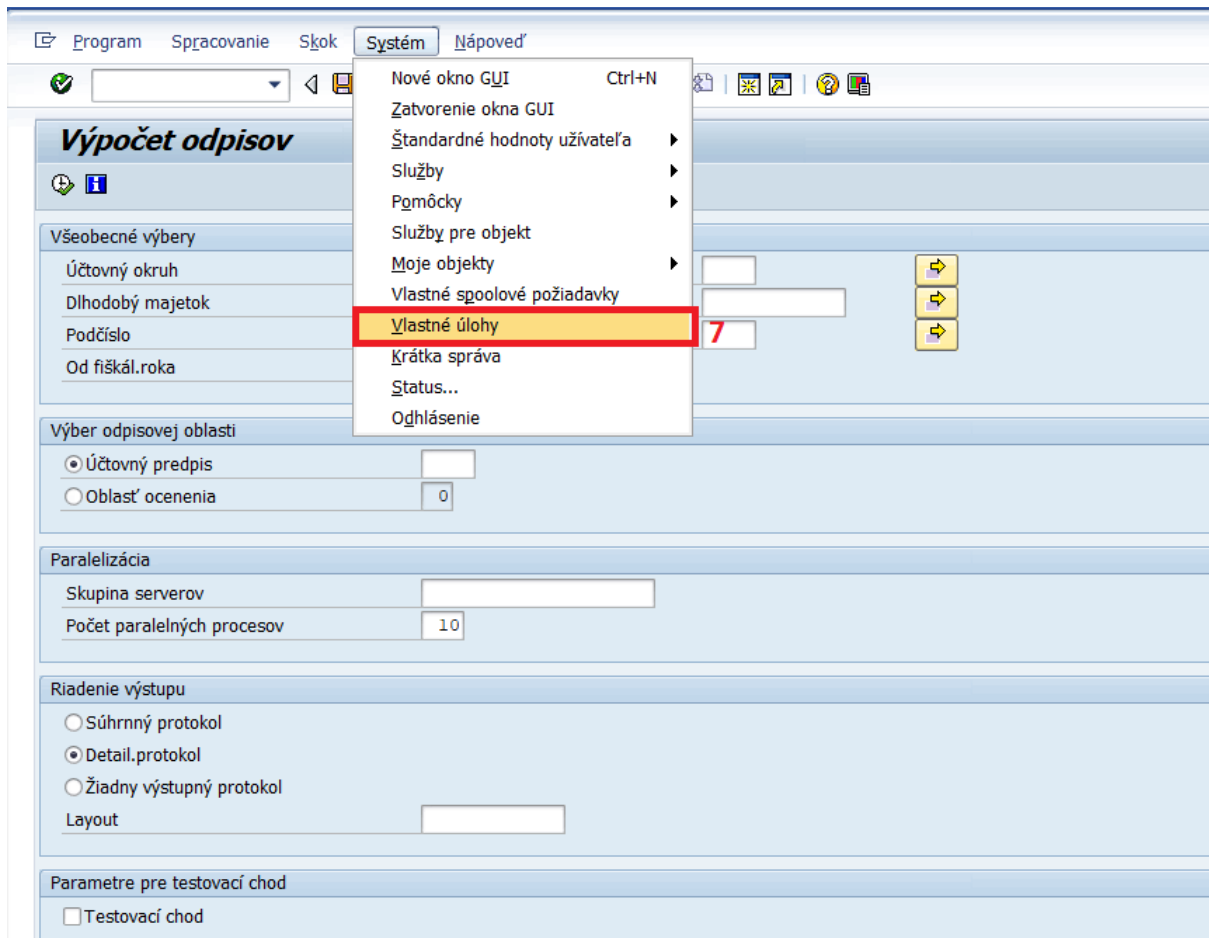 Program Spracovanie Skok Systém Nápoveď
Nové okno GUI Ctrl+N
Zatvorenie okna GUI
Štandardné hodnoty užívateľa
Služby
Pomôcky
Služby pre objekt
Moje objekty
Vlastné spoolové požiadavky
Vlastné úlohy
7
Krátka správa
Status...
Odhlásenie
Výpočet odpisov
Všeobecné výbery
Účtovný okruh
Dlhodobý majetok
Podčíslo
Od fiškál.roka
Výber odpisovej oblasti
Účtovný predpis
Oblasť ocenenia 0
Paralelizácia
Skupina serverov
Počet paralelných procesov 10
Riadenie výstupu
Súhrnný protokol
Detail.protokol
Žiadny výstupný protokol
Layout
Parametre pre testovací chod
Testovací chod